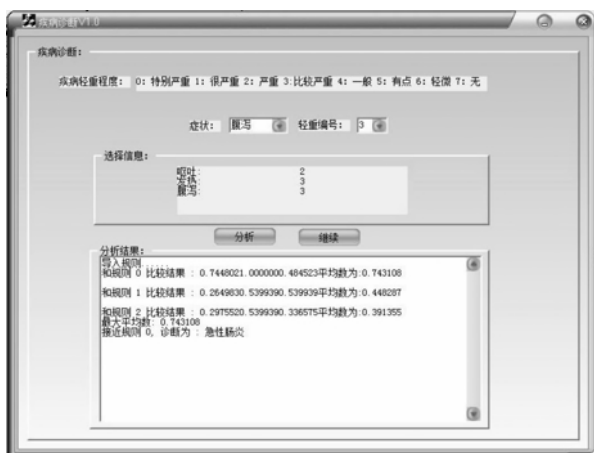 疾病诊断V1.0
疾病诊断：
疾病轻重程度： 0: 特别严重 1: 很严重 2: 严重 3:比较严重 4: 一般 5: 有点 6: 轻微 7: 无
症状： 腹泻 轻重编号： 3
选择信息：
呕吐: 2
发热: 3
腹泻: 3
分析 继续
分析结果：
导入规则......
和规则 0 比较结果 : 0.7448021.0000000.484523平均数为:0.743108
和规则 1 比较结果 : 0.2649830.5399390.539939平均数为:0.448287
和规则 2 比较结果 : 0.2975520.5399390.336575平均数为:0.391355
最大平均数: 0.743108
接近规则 0, 诊断为 : 急性肠炎